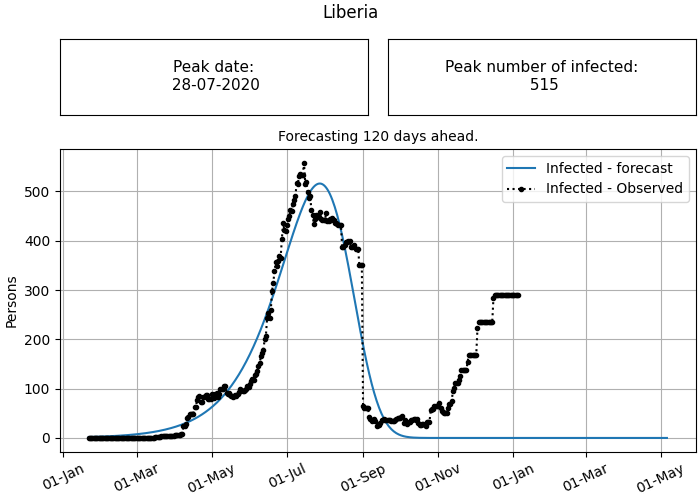 Liberia
Peak date:
28-07-2020
Peak number of infected:
515
Forecasting 120 days ahead.
Infected - forecast
Infected - Observed
Persons
500
400
300
200
100
0
01-Jan
01-Mar
01-May
01-Jul
01-Sep
01-Nov
01-Jan
01-Mar
01-May